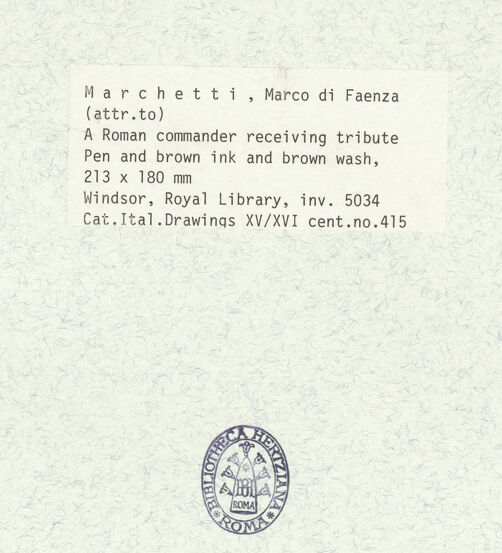 Marchetti, Marco di Faenza
(attr.to)
A Roman commander receiving tribute
Pen and brown ink and brown wash,
213 x 180 mm
Windsor, Royal Library, inv. 5034
Cat.Ital.Drawings XV/XVI cent.no.415
*BIBLIOTHECA HERTZIANA*
ROMA
ROMA